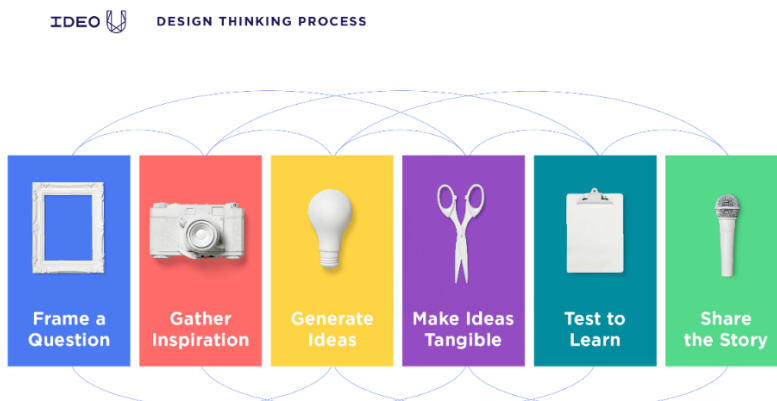 IDEO U DESIGN THINKING PROCESS
Frame a
Question
Gather
Inspiration
Generate
Ideas
Make Ideas
Tangible
Test to
Learn
Share
the Story